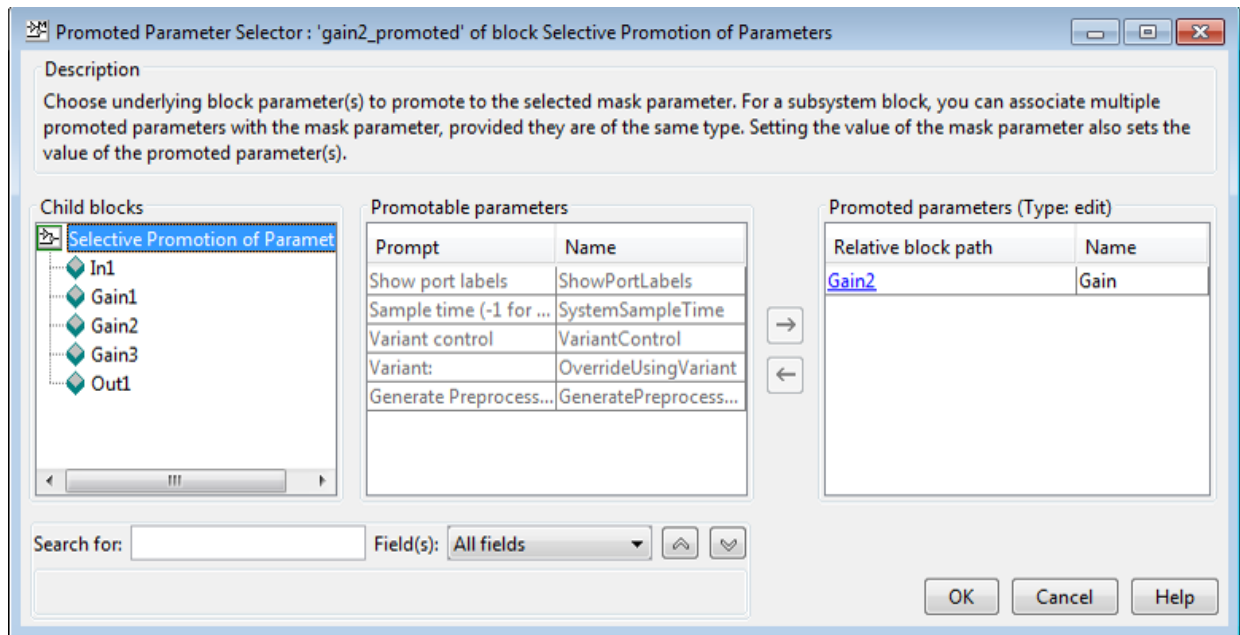 Promoted Parameter Selector : 'gain2_promoted' of block Selective Promotion of Parameters
Description
Choose underlying block parameter(s) to promote to the selected mask parameter. For a subsystem block, you can associate multiple
promoted parameters with the mask parameter, provided they are of the same type. Setting the value of the mask parameter also sets the
value of the promoted parameter(s).
Child blocks
Selective Promotion of Paramet
In1
Gain1
Gain2
Gain3
Out1
Promotable parameters
Prompt Name
Show port labels ShowPortLabels
Sample time (-1 for ... SystemSampleTime
Variant control VariantControl
Variant: OverrideUsingVariant
Generate Preprocess... GeneratePreprocess...
Promoted parameters (Type: edit)
Relative block path Name
Gain2 Gain
Search for: Field(s): All fields
OK Cancel Help